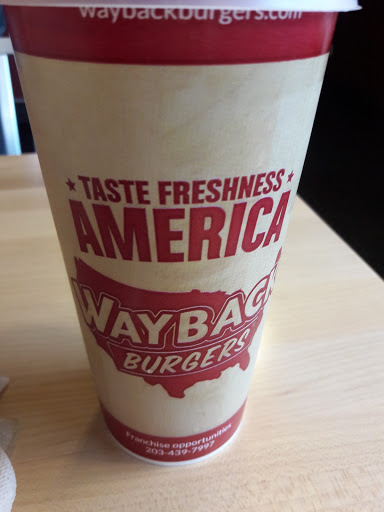 waybackburgers.com
TASTE FRESHNESS
AMERICA
WAYBACK
BURGERS
Franchise opportunities
203-439-7997